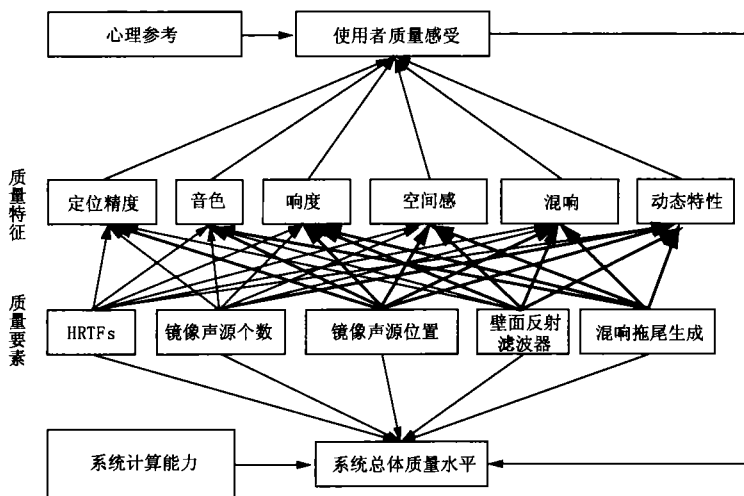 心理参考
使用者质量感受
质量特征
定位精度
音色
响度
空间感
混响
动态特性
质量要素
HRTFs
镜像声源个数
镜像声源位置
壁面反射
滤波器
混响拖尾生成
系统计算能力
系统总体质量水平